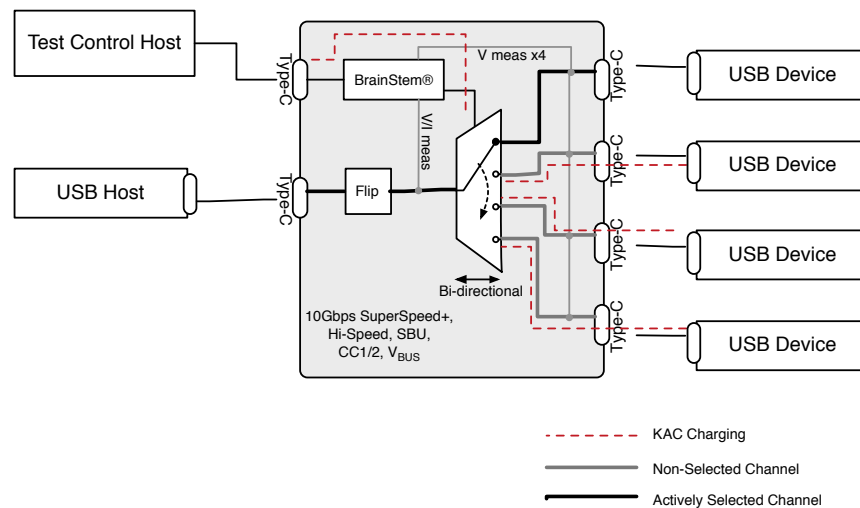 Test Control Host
Type-C
BrainStem®
V meas x4
Type-C
USB Device
V/I meas
USB Host
Type-C
Flip
Type-C
USB Device
Type-C
USB Device
Bi-directional
10Gbps SuperSpeed+,
Hi-Speed, SBU,
CC1/2, VBUS
Type-C
USB Device
KAC Charging
Non-Selected Channel
Actively Selected Channel